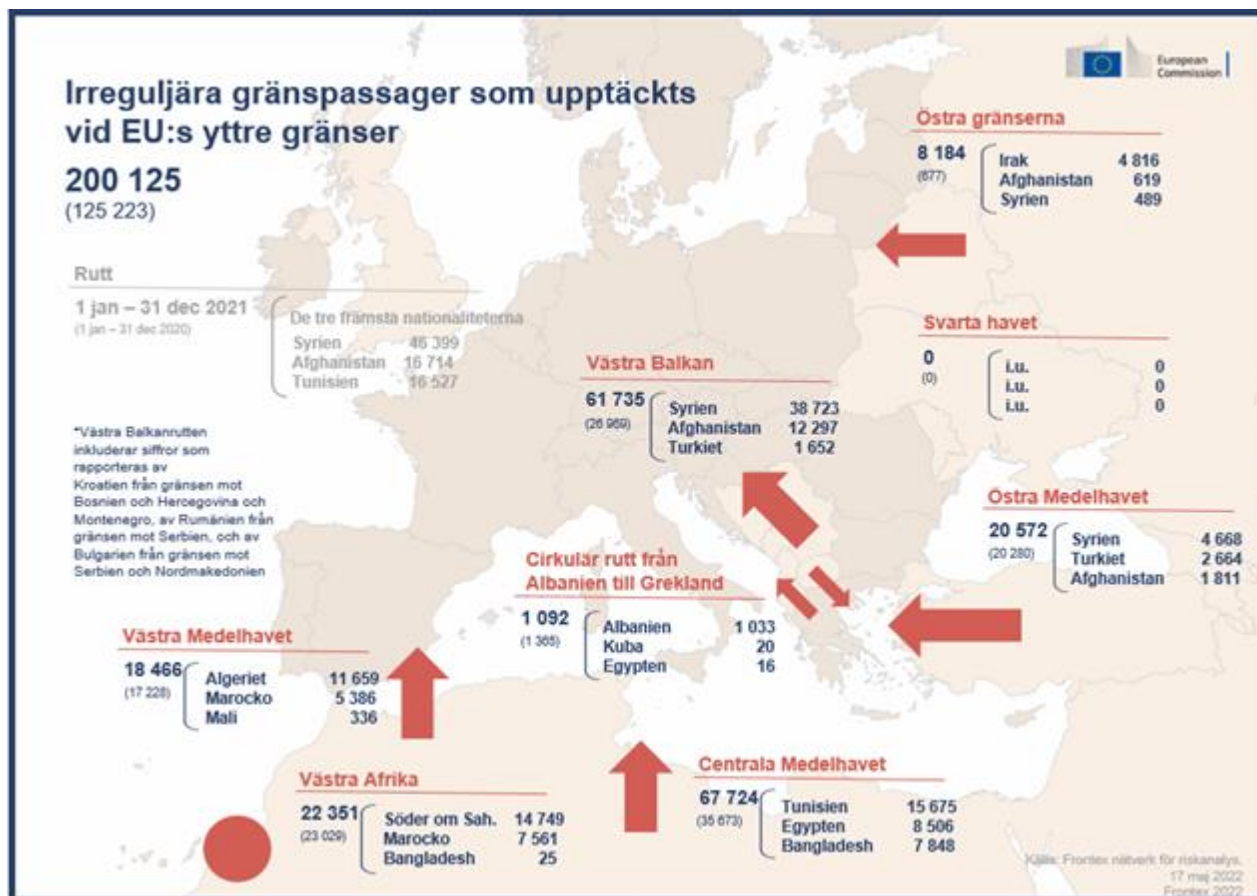 European
Commission
Irreguljära gränspassager som upptäckts
vid EU:s yttre gränser
200 125
(125 223)
Rutt
1 jan – 31 dec 2021
(1 jan – 31 dec 2020)
De tre främsta nationaliteterna
Syrien 46 399
Afghanistan 16 714
Tunisien 16 527
*Västra Balkanrutten
inkluderar siffror som
rapporteras av
Kroatien från gränsen mot
Bosnien och Hercegovina och
Montenegro, av Rumänien från
gränsen mot Serbien, och av
Bulgarien från gränsen mot
Serbien och Nordmakedonien
Östra gränserna
8 184
(677)
Irak 4 816
Afghanistan 619
Syrien 489
Svarta havet
0
(0)
i.u. 0
i.u. 0
i.u. 0
Västra Balkan
61 735
(26 969)
Syrien 38 723
Afghanistan 12 297
Turkiet 1 652
Östra Medelhavet
20 572
(20 280)
Syrien 4 668
Turkiet 2 664
Afghanistan 1 811
Cirkulär rutt från
Albanien till Grekland
1 092
(1 365)
Albanien 1 033
Kuba 20
Egypten 16
Västra Medelhavet
18 466
(17 228)
Algeriet 11 659
Marocko 5 386
Mali 336
Västra Afrika
22 351
(23 029)
Söder om Sah. 14 749
Marocko 7 561
Bangladesh 25
Centrala Medelhavet
67 724
(35 673)
Tunisien 15 675
Egypten 8 506
Bangladesh 7 848
Källa: Frontex nätverk för riskanalys,
17 maj 2022
Frontex 2022